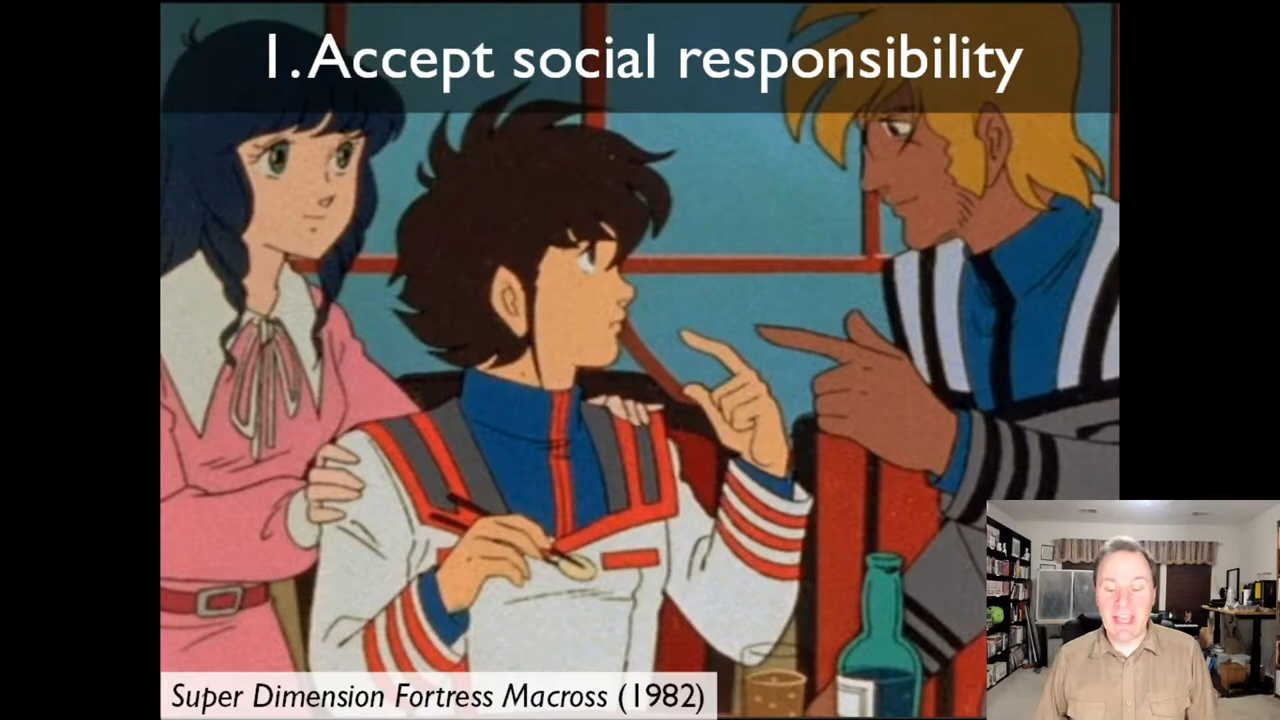 1. Accept social responsibility
Super Dimension Fortress Macross (1982)